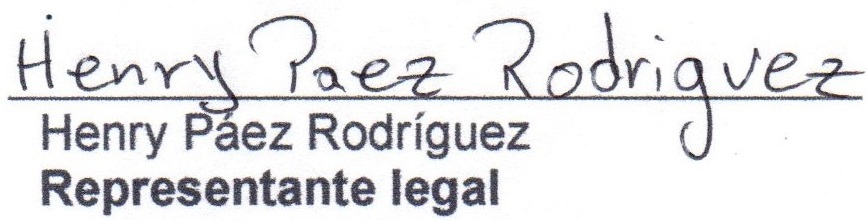 Henry Paez Rodriguez
Henry Páez Rodríguez
Representante legal